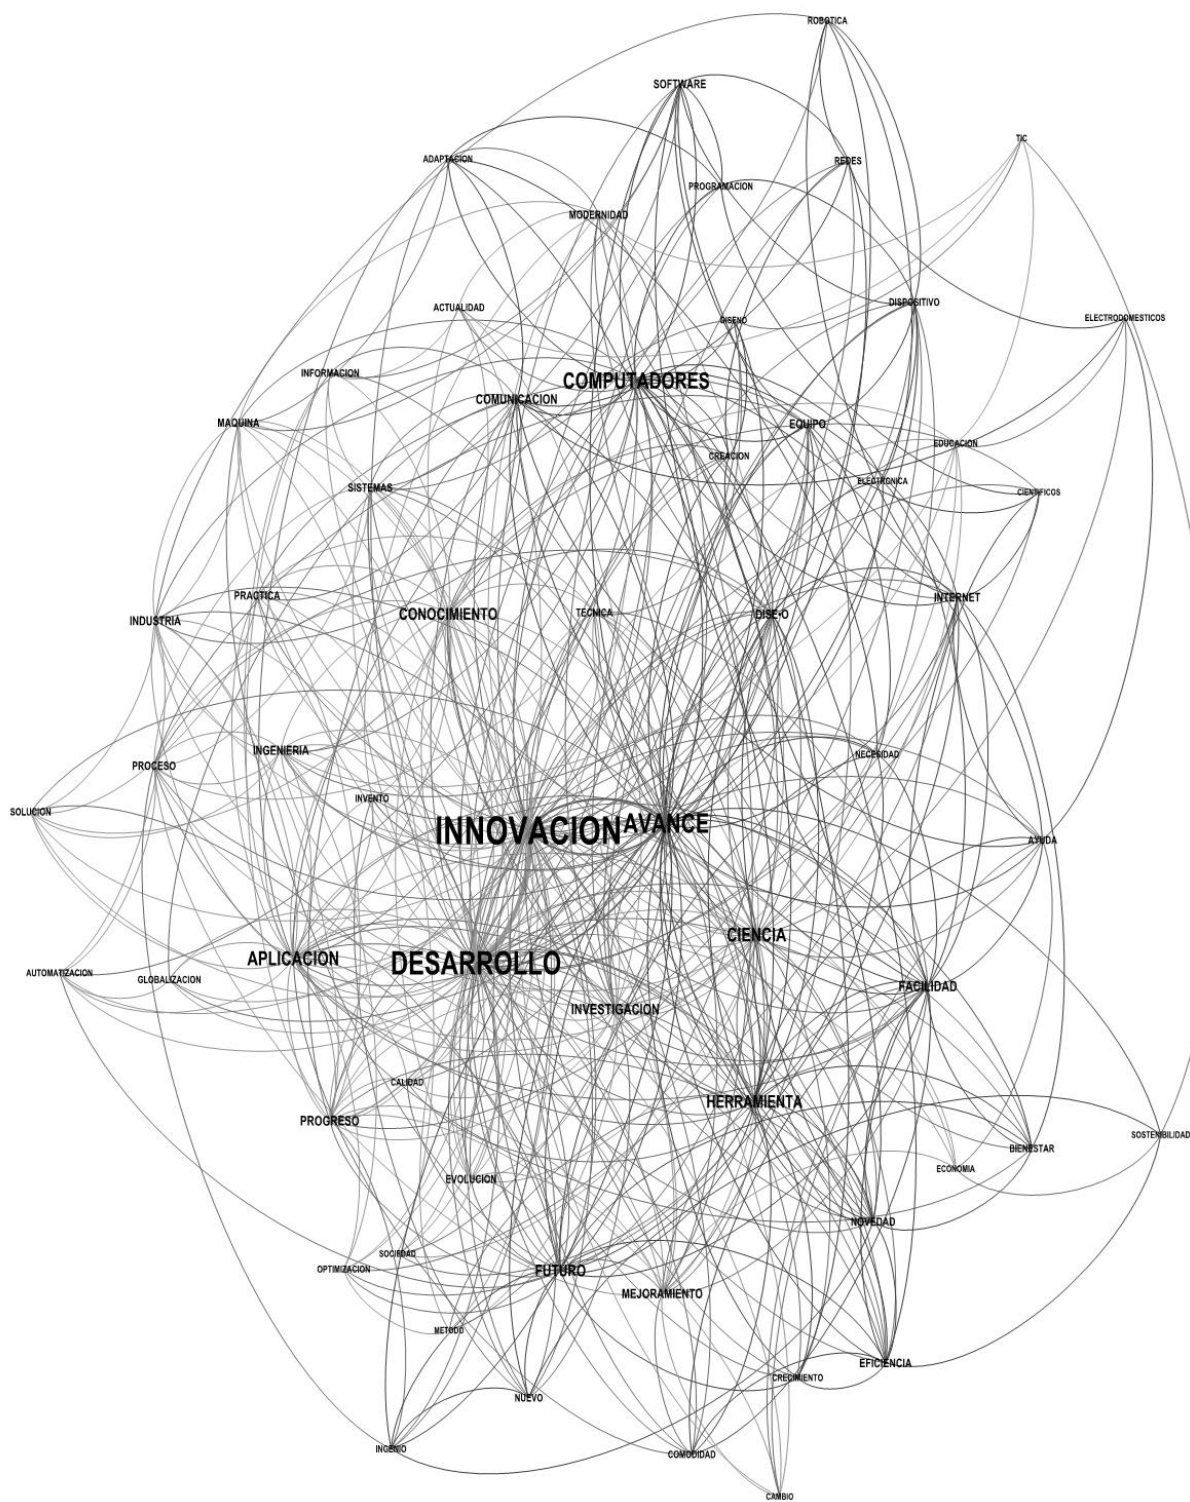 ROBOTICA
SOFTWARE
TIC
ADAPTACION
REDES
PROGRAMACION
MODERNIDAD
DISPOSITIVO
ACTUALIDAD
ELECTRODOMESTICOS
DISENO
INFORMACION
COMPUTADORES
COMUNICACION
MAQUINA
EQUIPO
EDUCACION
CREACION
ELECTRONICA
SISTEMAS
CIENTIFICOS
PRACTICA
INTERNET
CONOCIMIENTO
TECNICA
DISE-O
INDUSTRIA
INGENIERIA
NECESIDAD
PROCESO
INVENTO
SOLUCION
INNOVACION
AVANCE
AYUDA
CIENCIA
APLICACION
DESARROLLO
AUTOMATIZACION
GLOBALIZACION
FACILIDAD
INVESTIGACION
CALIDAD
HERRAMIENTA
PROGRESO
SOSTENIBILIDAD
BIENESTAR
ECONOMIA
EVOLUCION
NOVEDAD
SOCIEDAD
OPTIMIZACION
FUTURO
MEJORAMIENTO
METODO
EFICIENCIA
CRECIMIENTO
NUEVO
INGENIO
COMODIDAD
CAMBIO